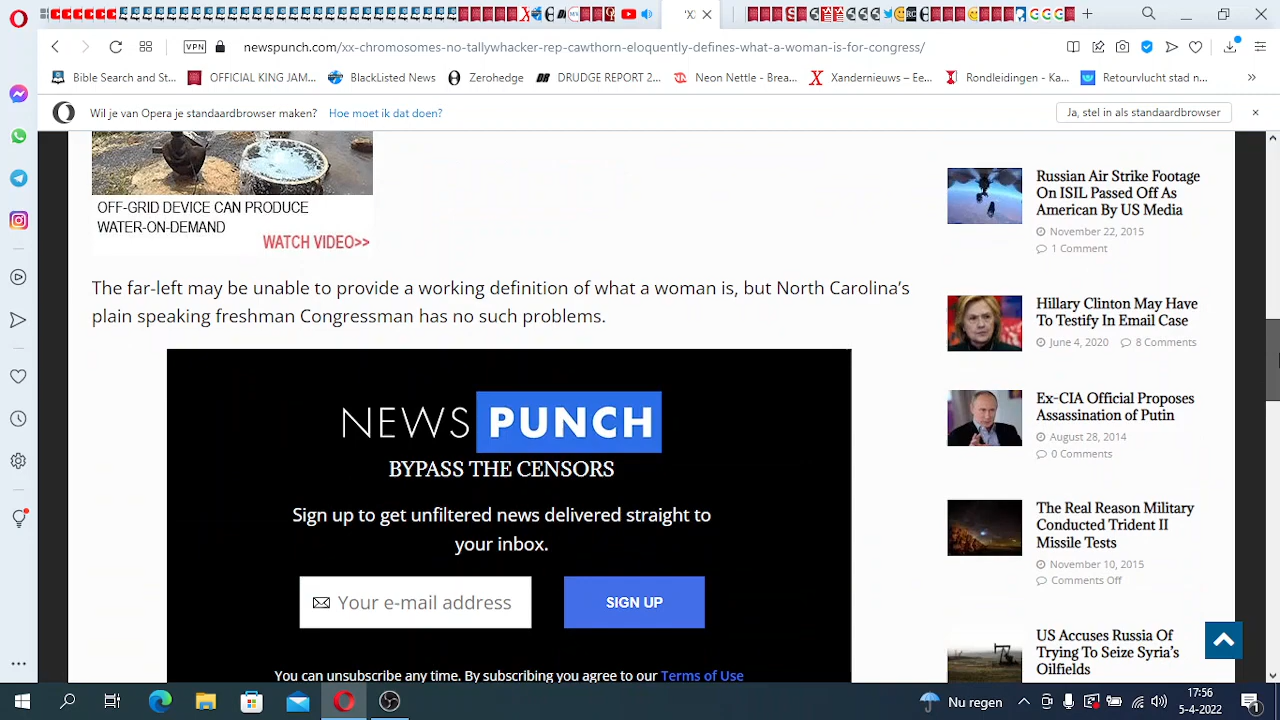 'X
newspunch.com/xx-chromosomes-no-tallywhacker-rep-cawthorn-eloquently-defines-what-a-woman-is-for-congress/
VPN
Bible Search and St...
OFFICIAL KING JAM...
BlackListed News
Zerohedge
DRUDGE REPORT 2...
Neon Nettle - Brea...
Xandernieuws – Ee...
Rondleidingen - Ka...
Retourvlucht stad n...
Wil je van Opera je standaardbrowser maken?
Hoe moet ik dat doen?
Ja, stel in als standaardbrowser
OFF-GRID DEVICE CAN PRODUCE
WATER-ON-DEMAND
WATCH VIDEO>>
The far-left may be unable to provide a working definition of what a woman is, but North Carolina's
plain speaking freshman Congressman has no such problems.
NEWS PUNCH
BYPASS THE CENSORS
Sign up to get unfiltered news delivered straight to
your inbox.
Your e-mail address
SIGN UP
You can unsubscribe any time. By subscribing you agree to our Terms of Use
Russian Air Strike Footage
On ISIL Passed Off As
American By US Media
November 22, 2015
1 Comment
Hillary Clinton May Have
To Testify In Email Case
June 4, 2020
8 Comments
Ex-CIA Official Proposes
Assassination of Putin
August 28, 2014
0 Comments
The Real Reason Military
Conducted Trident II
Missile Tests
November 10, 2015
Comments Off
US Accuses Russia Of
Trying To Seize Syria's
Oilfields
Nu regen
17:56
5-4-2022
1